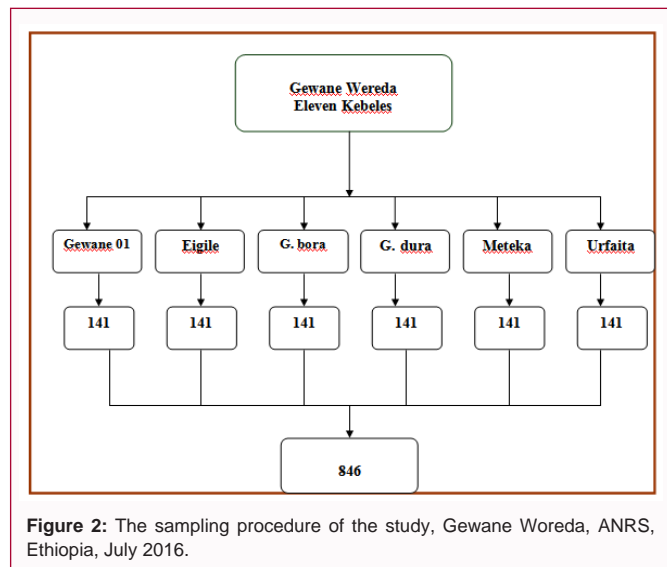 Gewane Wereda
Eleven Kebeles
Gewane 01
Eigile
G. bora
G. dura
Meteka
Urfaita
141
141
141
141
141
141
846
Figure 2: The sampling procedure of the study, Gewane Woreda, ANRS,
Ethiopia, July 2016.